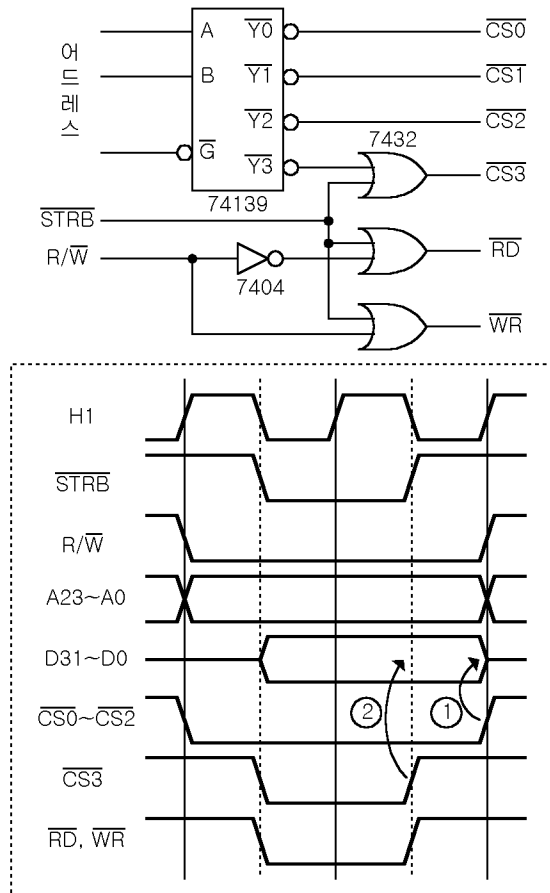 A Y0 CS0
어드레스
B Y1 CS1
Y2 CS2
7432
G Y3 CS3
74139
STRB
RD
R/W
7404
WR
H1
STRB
R/W
A23~A0
D31~D0
② ①
CS0~CS2
CS3
RD, WR